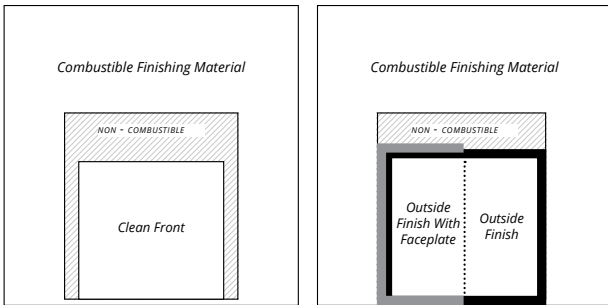 Combustible Finishing Material
NON - COMBUSTIBLE
Clean Front
Combustible Finishing Material
NON - COMBUSTIBLE
Outside
Finish With
Faceplate
Outside
Finish